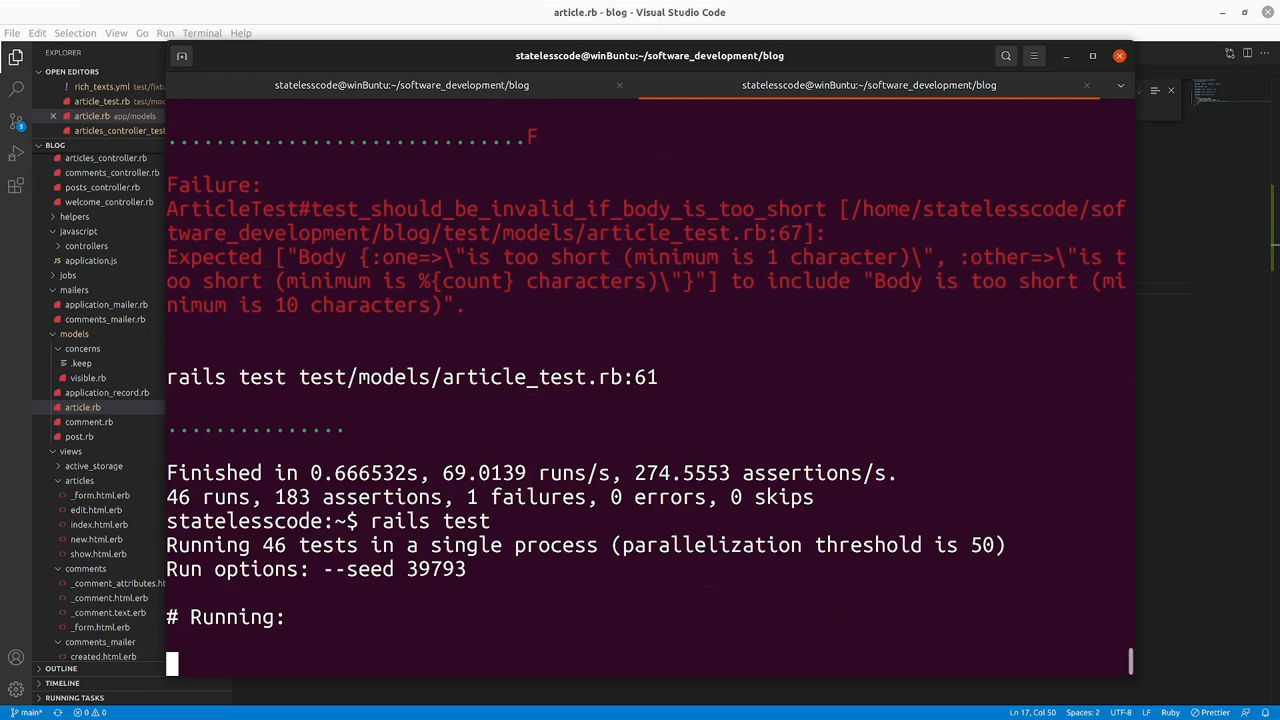 article.rb - blog - Visual Studio Code
File Edit Selection View Go Run Terminal Help
EXPLORER
OPEN EDITORS
rich_texts.yml test/fixt
article_test.rb test/mo
article.rb app/models
articles_controller_test
BLOG
articles_controller.rb
comments_controller.rb
posts_controller.rb
welcome_controller.rb
helpers
javascript
controllers
application.js
jobs
mailers
application_mailer.rb
comments_mailer.rb
models
concerns
.keep
visible.rb
application_record.rb
article.rb
comment.rb
post.rb
views
active_storage
articles
_form.html.erb
edit.html.erb
index.html.erb
new.html.erb
show.html.erb
comments
_comment_attributes.ht
_comment.html.erb
_comment.text.erb
_form.html.erb
comments_mailer
created.html.erb
OUTLINE
TIMELINE
RUNNING TASKS
statelesscode@winBuntu:~/software_development/blog
statelesscode@winBuntu:~/software_development/blog
statelesscode@winBuntu:~/software_development/blog
..............................F
Failure:
ArticleTest#test_should_be_invalid_if_body_is_too_short [/home/statelesscode/sof
tware_development/blog/test/models/article_test.rb:67]:
Expected ["Body {:one=>\"is too short (minimum is 1 character)\", :other=>\"is t
oo short (minimum is %{count} characters)\"}"] to include "Body is too short (mi
nimum is 10 characters)".
rails test test/models/article_test.rb:61
...............
Finished in 0.666532s, 69.0139 runs/s, 274.5553 assertions/s.
46 runs, 183 assertions, 1 failures, 0 errors, 0 skips
statelesscode:~$ rails test
Running 46 tests in a single process (parallelization threshold is 50)
Run options: --seed 39793
# Running:
main* 0 0 Ln 17, Col 50 Spaces: 2 UTF-8 LF Ruby Prettier